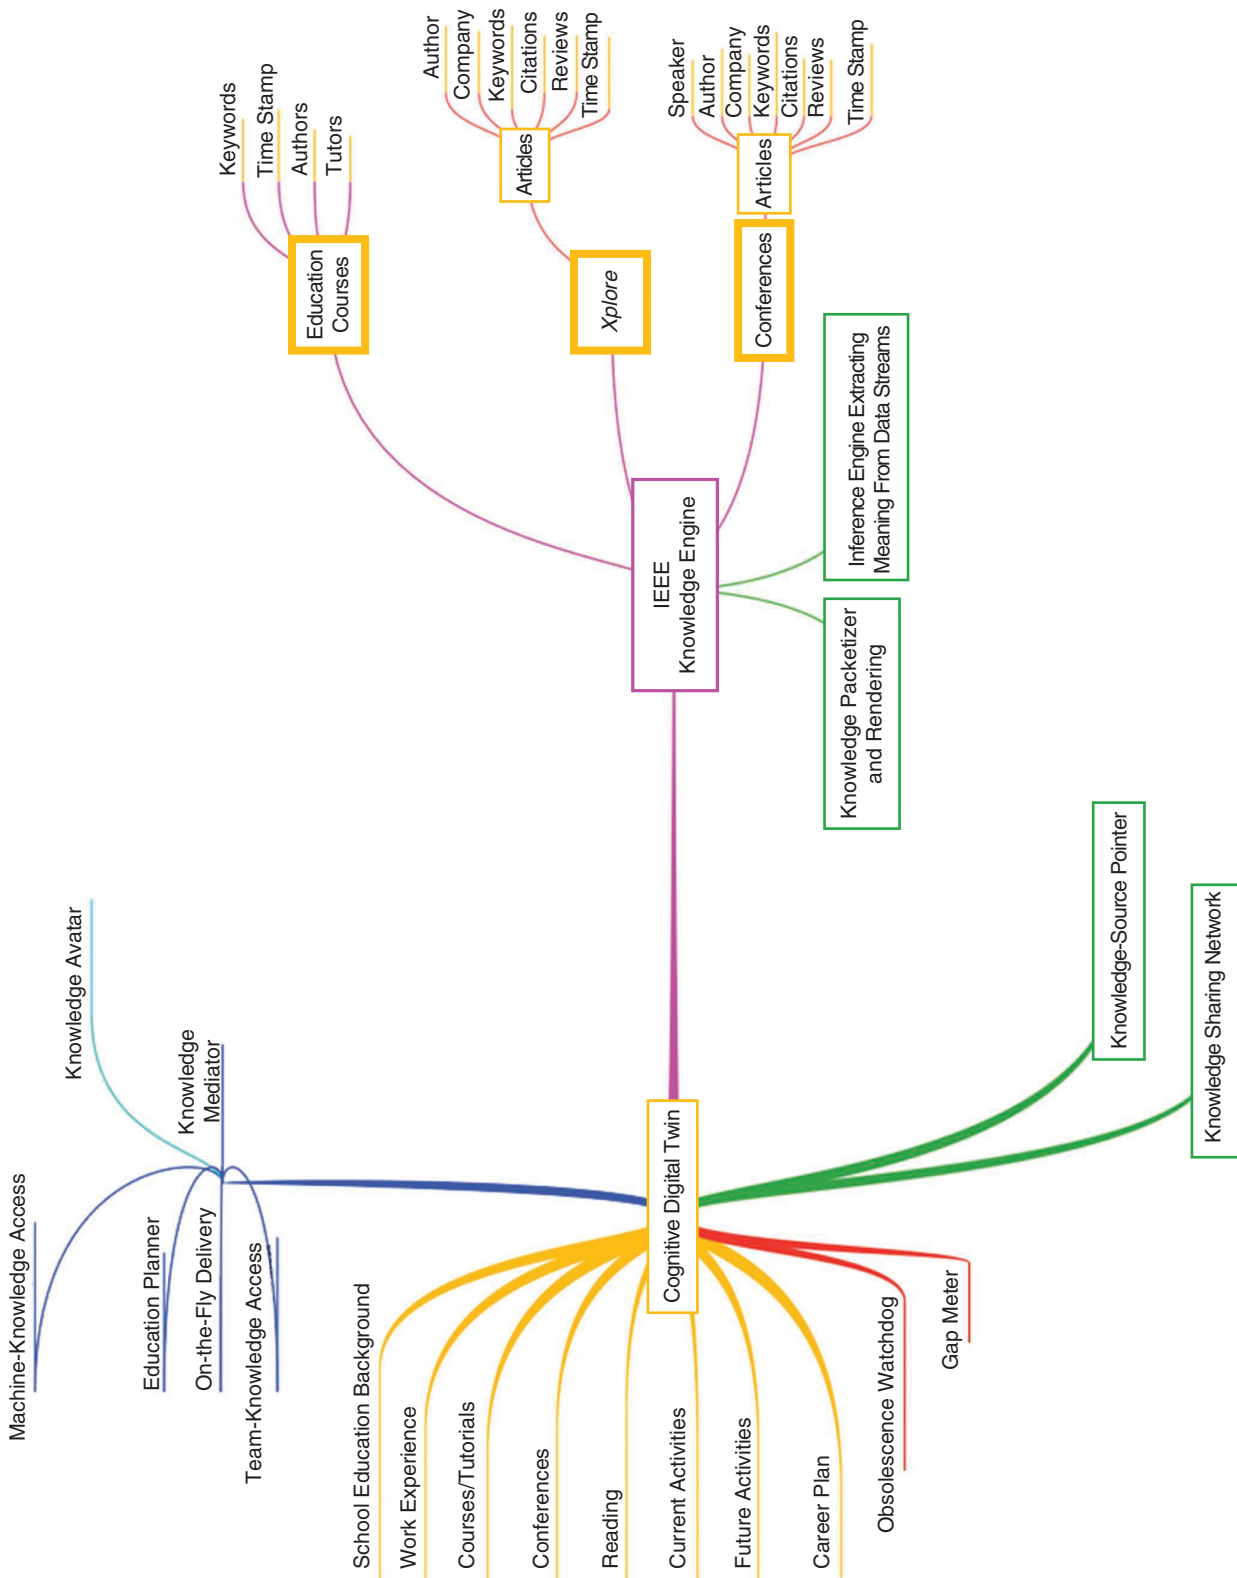 Machine-Knowledge Access
Education Planner
On-the-Fly Delivery
Team-Knowledge Access
Knowledge Avatar
Knowledge
Mediator
School Education Background
Work Experience
Courses/Tutorials
Conferences
Reading
Current Activities
Future Activities
Career Plan
Obsolescence Watchdog
Gap Meter
Cognitive Digital Twin
Knowledge-Source Pointer
Knowledge Sharing Network
IEEE
Knowledge Engine
Knowledge Packetizer
and Rendering
Inference Engine Extracting
Meaning From Data Streams
Education
Courses
Keywords
Time Stamp
Authors
Tutors
Xplore
Articles
Author
Company
Keywords
Citations
Reviews
Time Stamp
Conferences
Articles
Speaker
Author
Company
Keywords
Citations
Reviews
Time Stamp